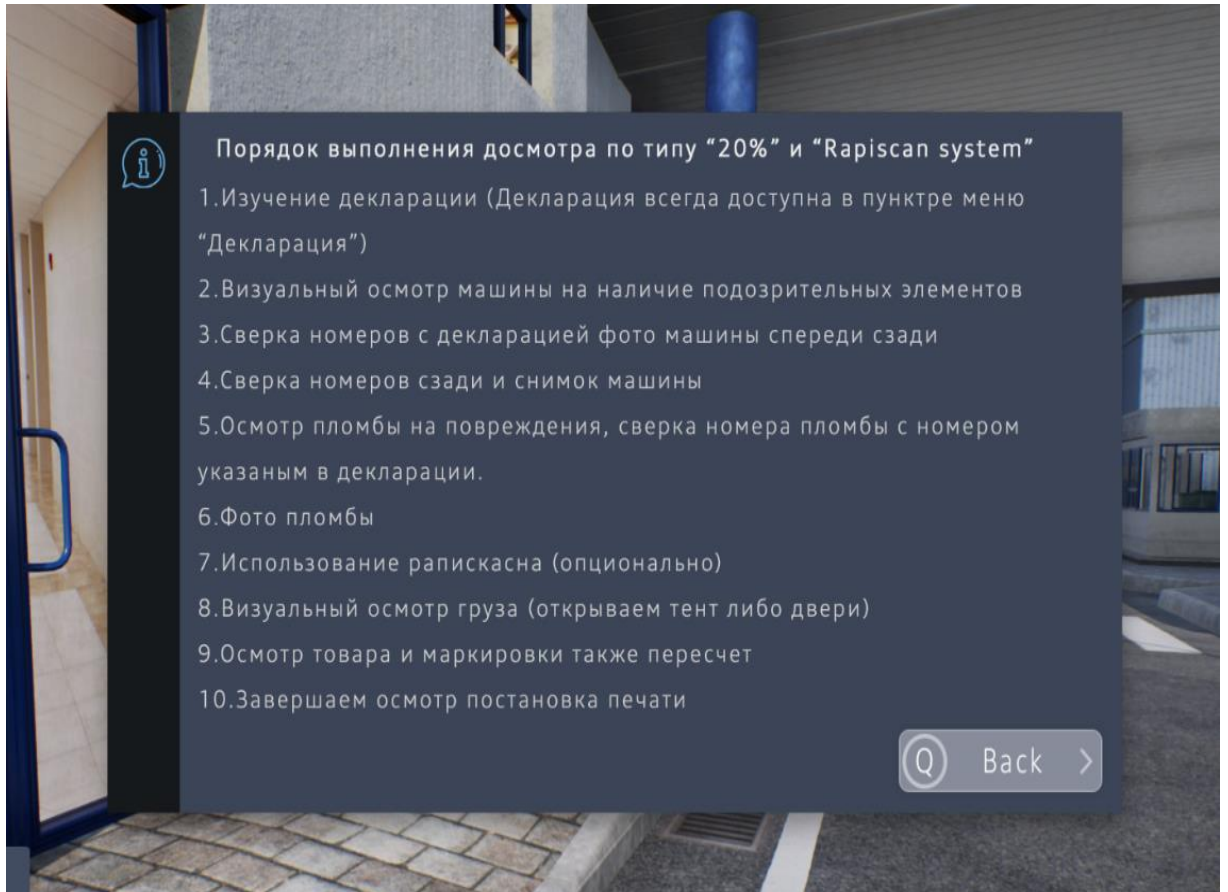 Порядок выполнения досмотра по типу “20%” и “Rapiscan system”
1.Изучение декларации (Декларация всегда доступна в пунктре меню
“Декларация”)
2.Визуальный осмотр машины на наличие подозрительных элементов
3.Сверка номеров с декларацией фото машины спереди сзади
4.Сверка номеров сзади и снимок машины
5.Осмотр пломбы на повреждения, сверка номера пломбы с номером
указаным в декларации.
6.Фото пломбы
7.Использование рапискасна (опционально)
8.Визуальный осмотр груза (открываем тент либо двери)
9.Осмотр товара и маркировки также пересчет
10.Завершаем осмотр постановка печати
Q Back